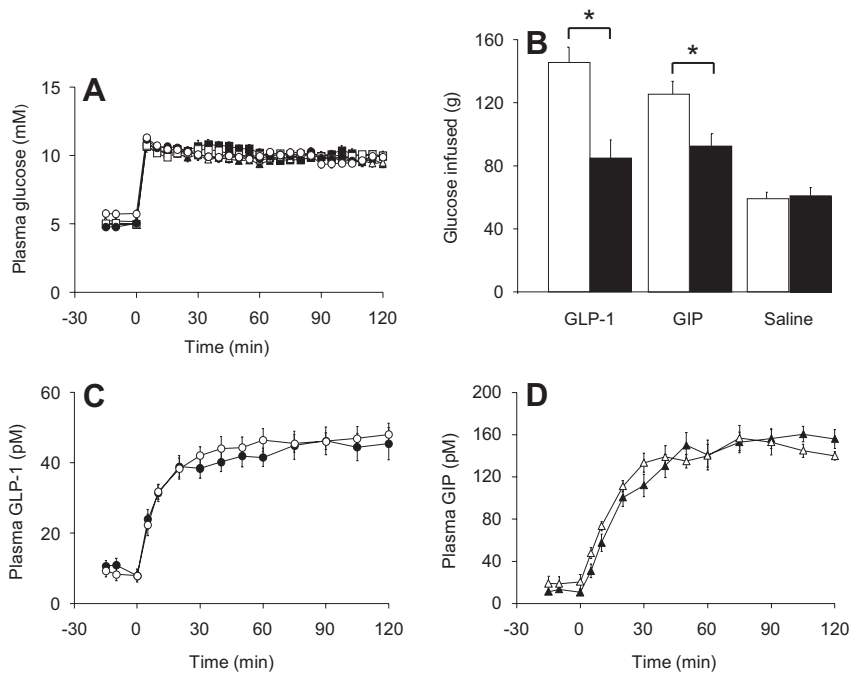 A
Plasma glucose (mM)
15
10
5
0
-30 0 30 60 90 120
Time (min)
B
Glucose infused (g)
160
120
80
40
0
* *
GLP-1 GIP Saline
C
Plasma GLP-1 (pM)
60
40
20
0
-30 0 30 60 90 120
Time (min)
D
Plasma GIP (pM)
200
160
120
80
40
0
-30 0 30 60 90 120
Time (min)